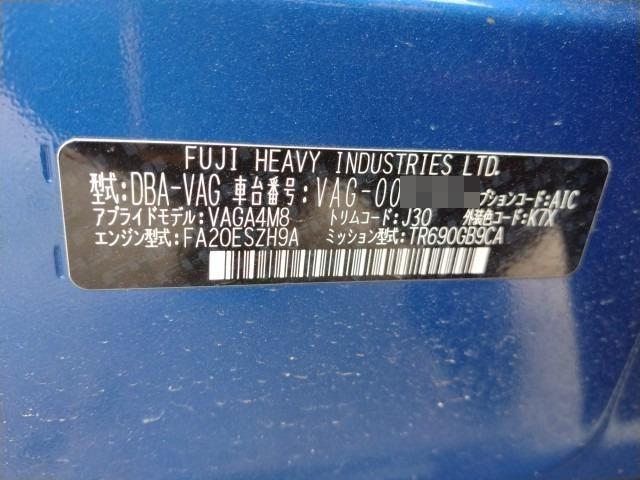 FUJI HEAVY INDUSTRIES LTD.
型式:DBA-VAG 車台番号:VAG-00 プションコード:AIC
アプライドモデル:VAGA4M8 トリムコード:J30 外装色コード:K7X
エンジン型式:FA20ESZH9A ミッション型式:TR690GB9CA